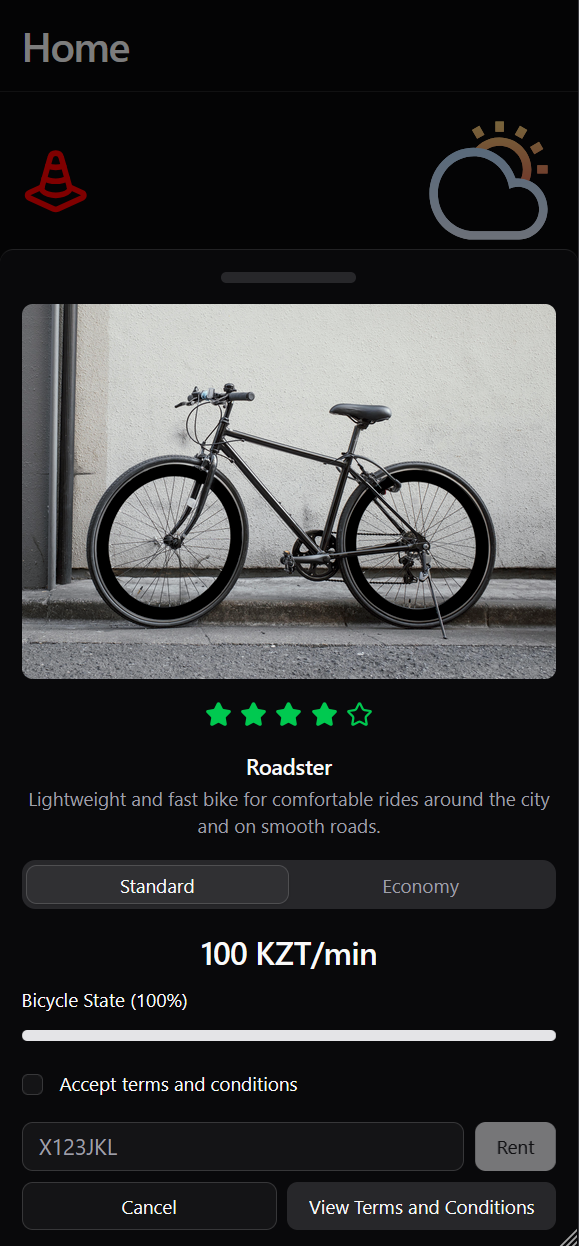 Home
Roadster
Lightweight and fast bike for comfortable rides around the city
and on smooth roads.
Standard
Economy
100 KZT/min
Bicycle State (100%)
Accept terms and conditions
X123JKL
Rent
Cancel
View Terms and Conditions